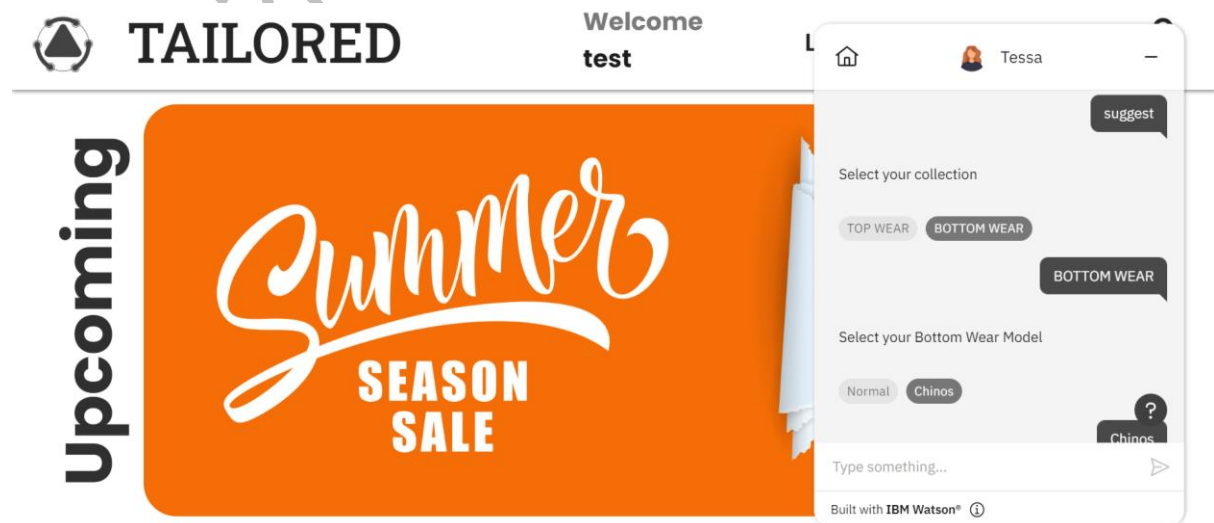 TAILORED
Welcome
test
L
Upcoming
Summer
SEASON
SALE
Tessa
suggest
Select your collection
TOP WEAR BOTTOM WEAR
BOTTOM WEAR
Select your Bottom Wear Model
Normal Chinos
?
Chinos
Type something...
Built with IBM Watson®